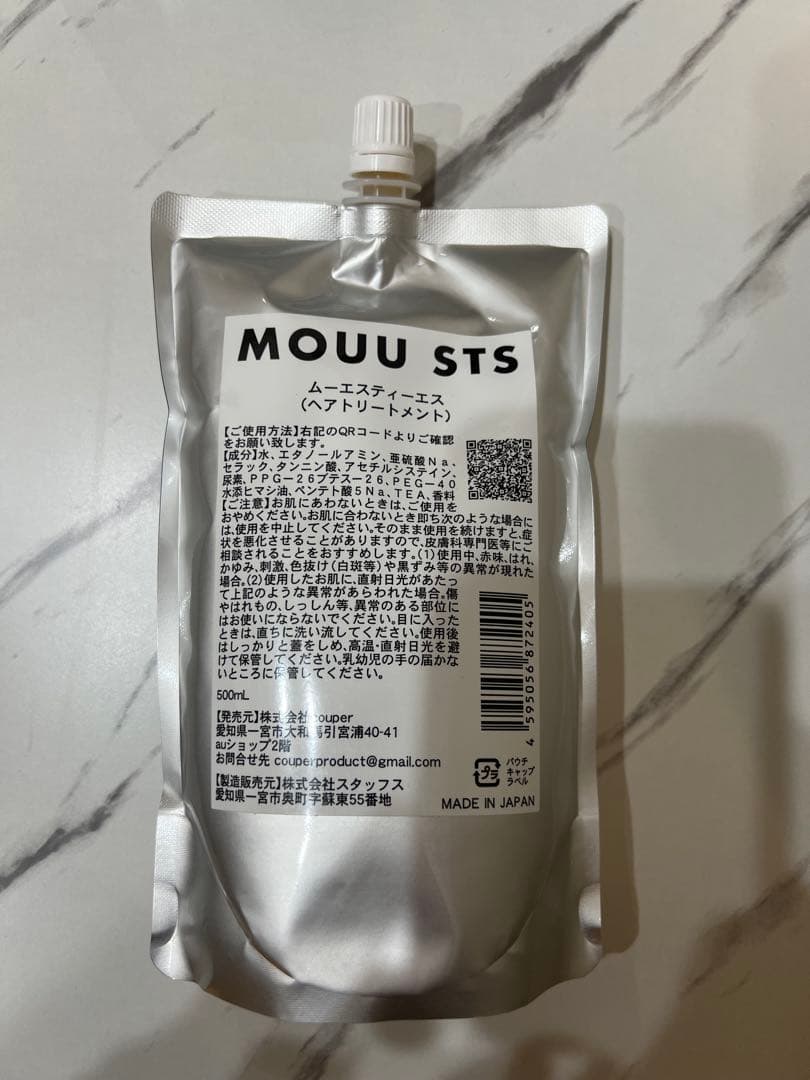 MOUU STS
ムーエスティーエス
(ヘアトリートメント)
【ご使用方法】右記のQRコードよりご確認
をお願い致します。
【成分】水、エタノールアミン、亜硫酸Na、
セラック、タンニン酸、アセチルシステイン、
尿素、PPG-26ブテス-26、PEG-40
水添ヒマシ油、ペンテト酸5Na、TEA、香料
【ご注意】お肌にあわないときは、ご使用を
おやめください。お肌に合わないとき即ち次のような場合に
は、使用を中止してください。そのまま使用を続けますと、症
状を悪化させることがありますので、皮膚科専門医等にご
相談されることをおすすめします。(1)使用中、赤味、はれ、
かゆみ、刺激、色抜け(白斑等)や黒ずみ等の異常が現れた
場合。(2)使用したお肌に、直射日光があたっ
て上記のような異常があらわれた場合。傷
やはれもの、しっしん等、異常のある部位に
はお使いにならないでください。目に入った
ときは、直ちに洗い流してください。使用後
はしっかりと蓋をしめ、高温・直射日光を避
けて保管してください。乳幼児の手の届かな
いところに保管してください。
500mL
【発売元】株式会社couper
愛知県一宮市大和町馬引宮浦40-41
auショップ2階
お問合せ先 couperproduct@gmail.com
【製造販売元】株式会社スタッフス
愛知県一宮市奥町字蘇東55番地
4 595056 872405
プラ
パウチ
キャップ
ラベル
MADE IN JAPAN